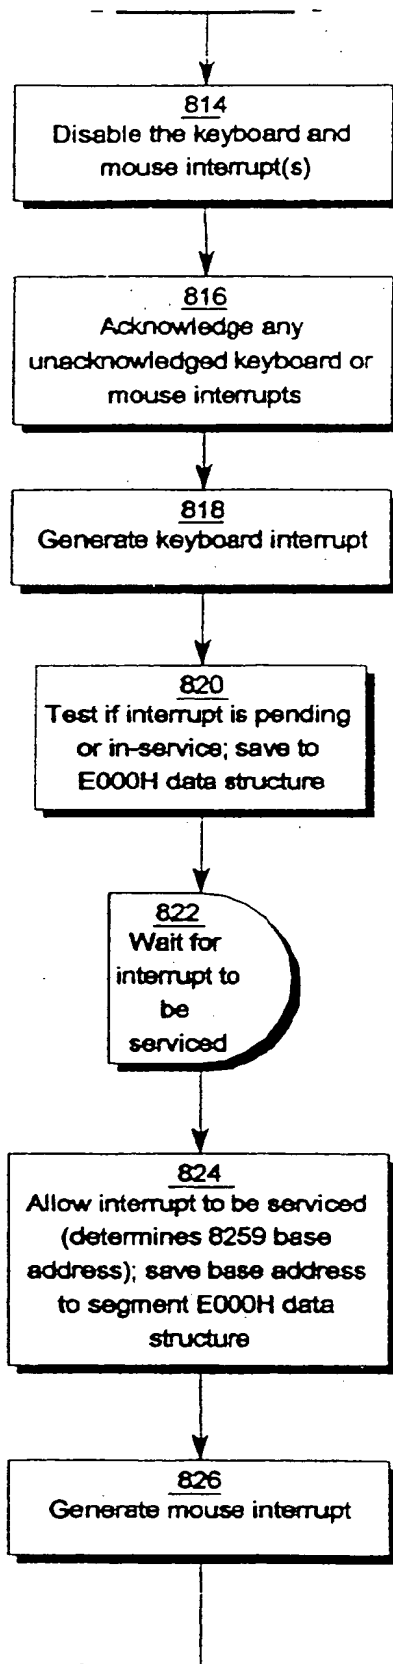 814
Disable the keyboard and
mouse interrupt(s)
816
Acknowledge any
unacknowledged keyboard or
mouse interrupts
818
Generate keyboard interrupt
820
Test if interrupt is pending
or in-service; save to
E000H data structure
822
Wait for
interrupt to
be
serviced
824
Allow interrupt to be serviced
(determines 8259 base
address); save base address
to segment E000H data
structure
826
Generate mouse interrupt